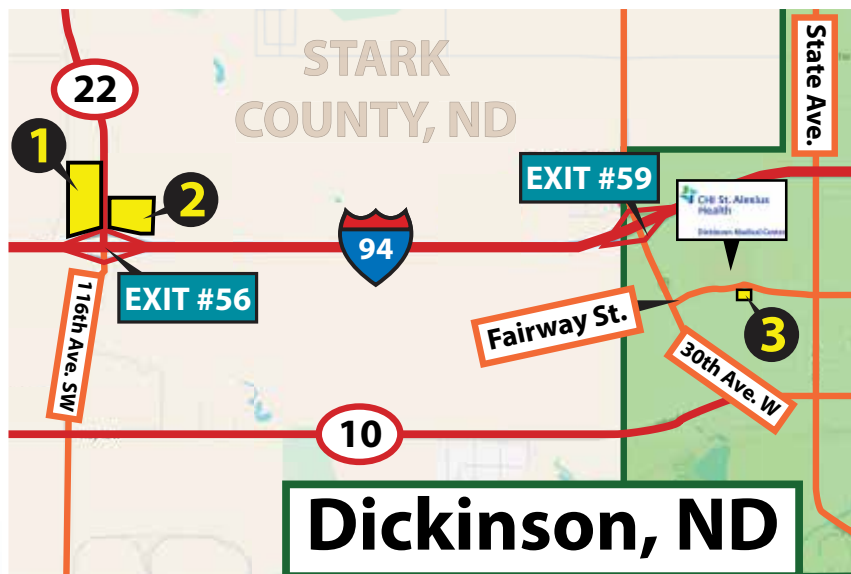 STARK
COUNTY, ND
22
State Ave.
1
2
EXIT #59
CHI St. Alexius
Health
Dickinson Medical Center
94
EXIT #56
116th Ave. SW
Fairway St.
3
30th Ave. W
10
Dickinson, ND